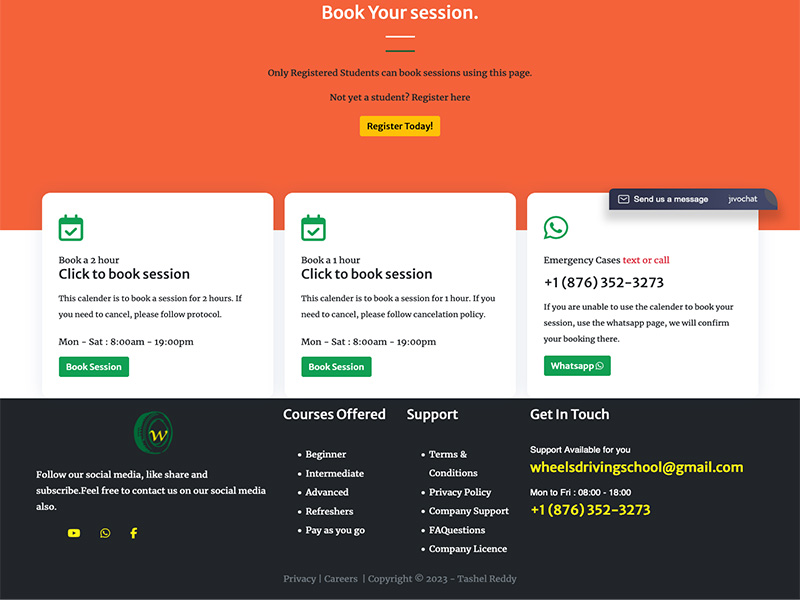 Book Your session.
Only Registered Students can book sessions using this page.
Not yet a student? Register here
Register Today!
Send us a message jivochat
Book a 2 hour
Click to book session
This calender is to book a session for 2 hours. If
you need to cancel, please follow protocol.
Mon - Sat : 8:00am - 19:00pm
Book Session
Book a 1 hour
Click to book session
This calender is to book a session for 1 hour. If you
need to cancel, please follow cancelation policy.
Mon - Sat : 8:00am - 19:00pm
Book Session
Emergency Cases text or call
+1 (876) 352-3273
If you are unable to use the calender to book your
session, use the whatsapp page, we will confirm
your booking there.
Whatsapp
W
Follow our social media, like share and
subscribe.Feel free to contact us on our social media
also.
Courses Offered
Beginner
Intermediate
Advanced
Refreshers
Pay as you go
Support
Terms &
Conditions
Privacy Policy
Company Support
FAQuestions
Company Licence
Get In Touch
Support Available for you
wheelsdrivingschool@gmail.com
Mon to Fri : 08:00 - 18:00
+1 (876) 352-3273
Privacy | Careers | Copyright © 2023 - Tashel Reddy